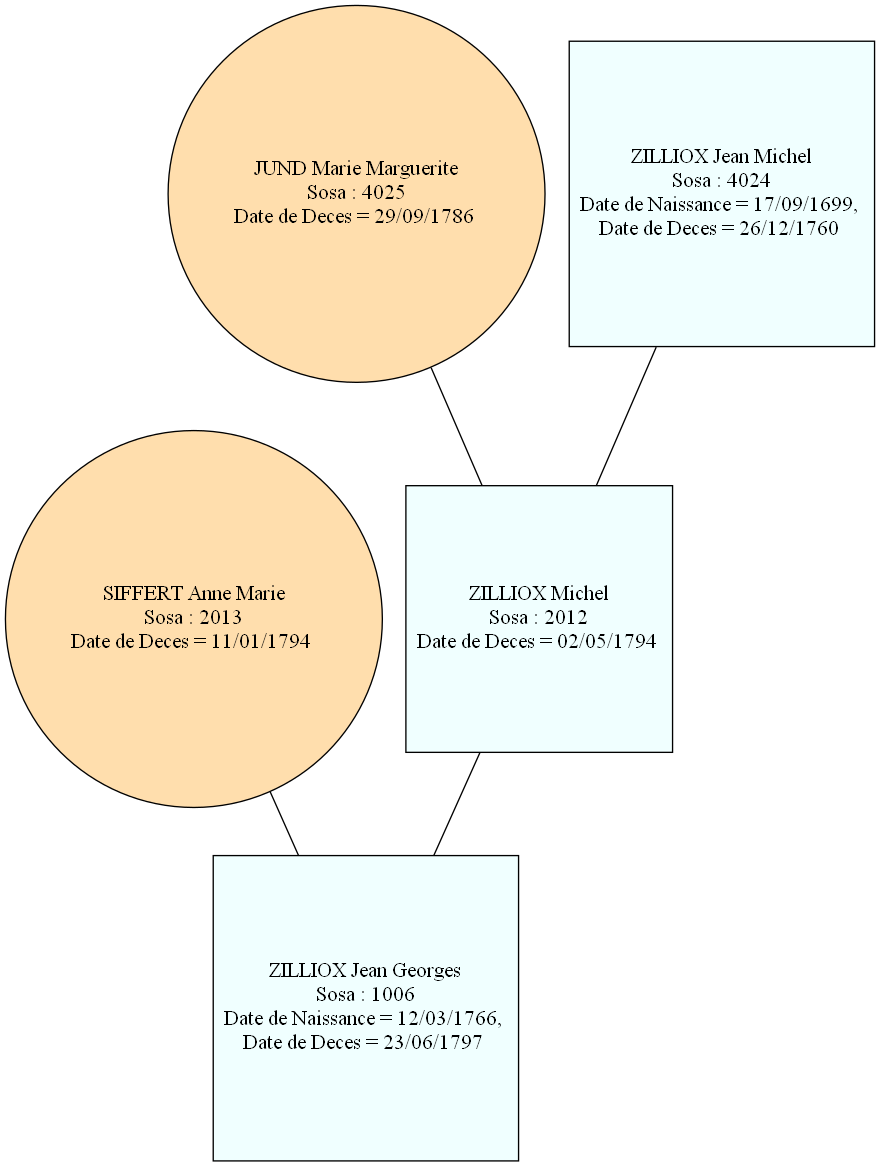 JUND Marie Marguerite
Sosa : 4025
Date de Deces = 29/09/1786
ZILLIOX Jean Michel
Sosa : 4024
Date de Naissance = 17/09/1699,
Date de Deces = 26/12/1760
SIFFERT Anne Marie
Sosa : 2013
Date de Deces = 11/01/1794
ZILLIOX Michel
Sosa : 2012
Date de Deces = 02/05/1794
ZILLIOX Jean Georges
Sosa : 1006
Date de Naissance = 12/03/1766,
Date de Deces = 23/06/1797